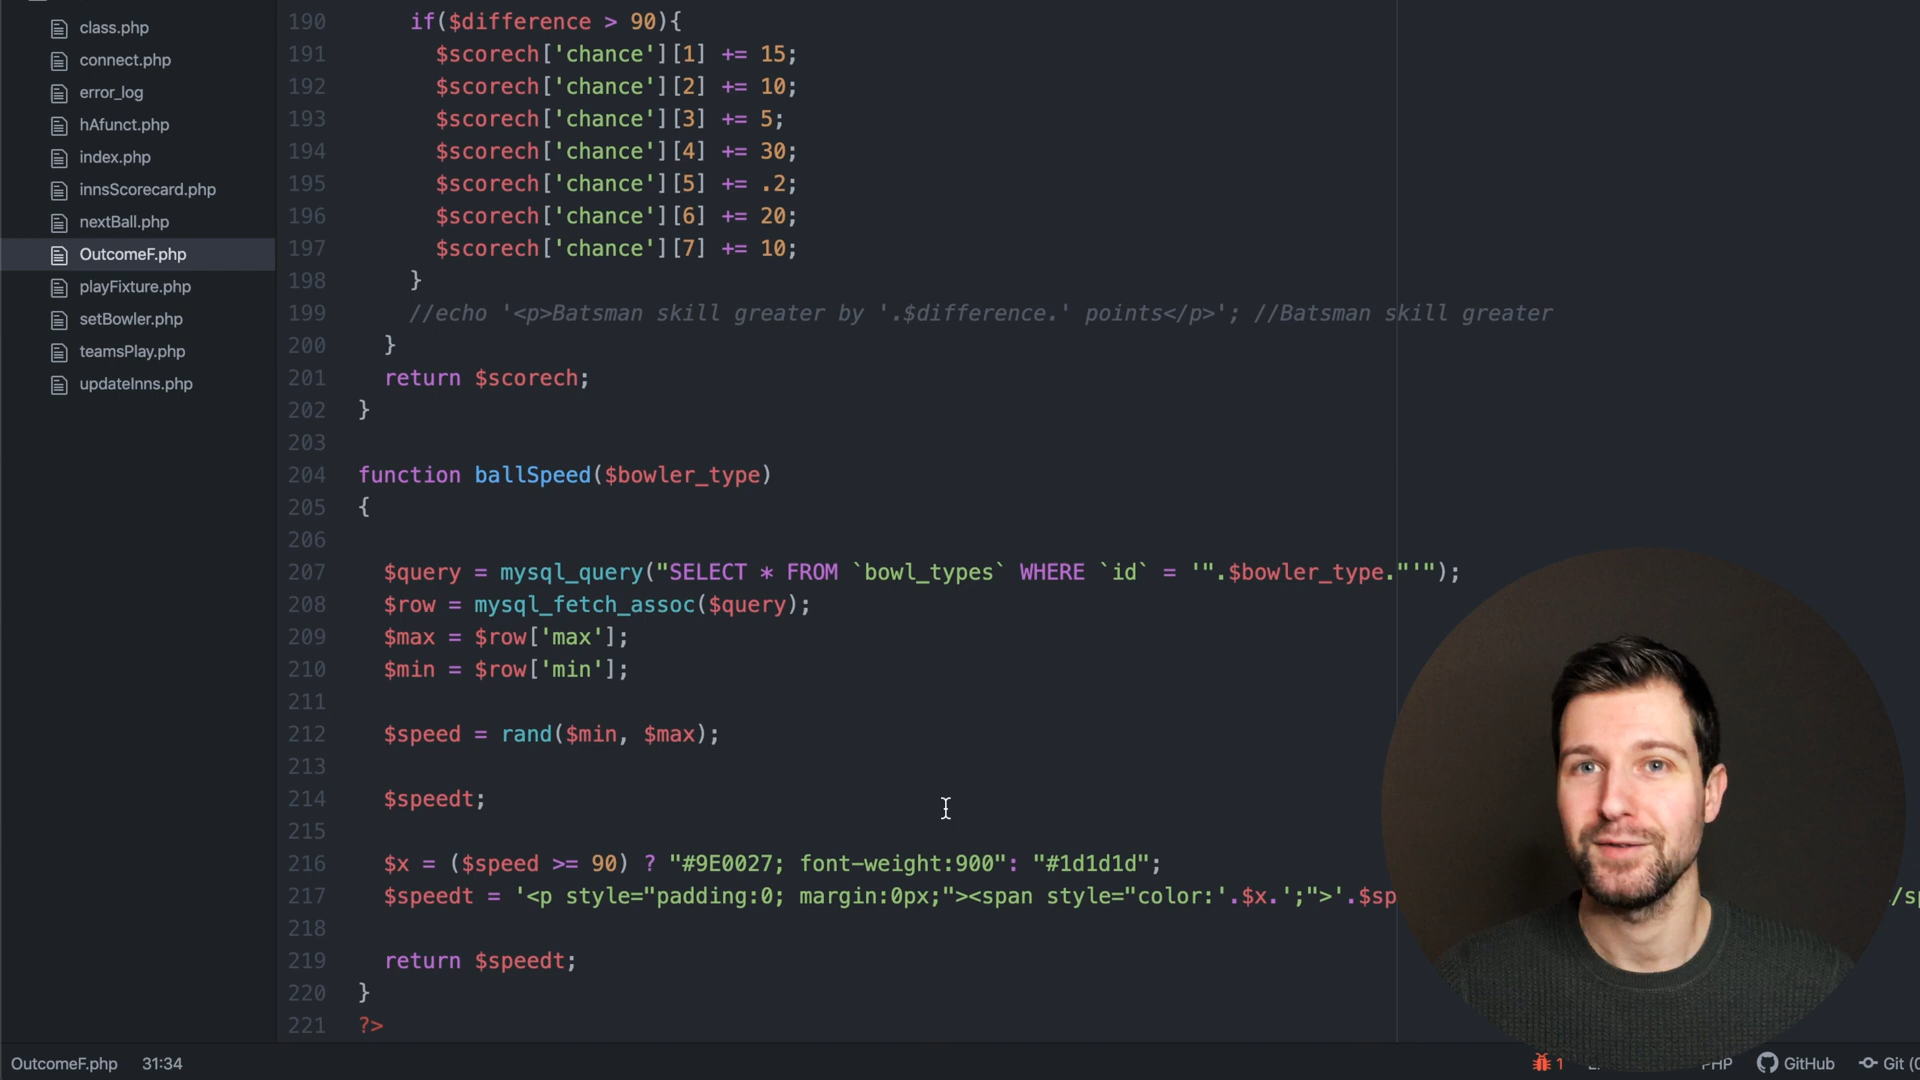 class.php
connect.php
error_log
hAfunct.php
index.php
innsScorecard.php
nextBall.php
OutcomeF.php
playFixture.php
setBowler.php
teamsPlay.php
updateInns.php
190 if($difference > 90){
191 $scorech['chance'][1] += 15;
192 $scorech['chance'][2] += 10;
193 $scorech['chance'][3] += 5;
194 $scorech['chance'][4] += 30;
195 $scorech['chance'][5] += .2;
196 $scorech['chance'][6] += 20;
197 $scorech['chance'][7] += 10;
198 }
199 //echo '<p>Batsman skill greater by '.$difference.' points</p>'; //Batsman skill greater
200 }
201 return $scorech;
202 }
203
204 function ballSpeed($bowler_type)
205 {
206
207 $query = mysql_query("SELECT * FROM `bowl_types` WHERE `id` = '".$bowler_type."'");
208 $row = mysql_fetch_assoc($query);
209 $max = $row['max'];
210 $min = $row['min'];
211
212 $speed = rand($min, $max);
213
214 $speedt;
215
216 $x = ($speed >= 90) ? "#9E0027; font-weight:900": "#1d1d1d";
217 $speedt = '<p style="padding:0; margin:0px;"><span style="color:'.$x.';">'.$sp /sp
218
219 return $speedt;
220 }
221 ?>
OutcomeF.php 31:34 1 PHP GitHub Git (0